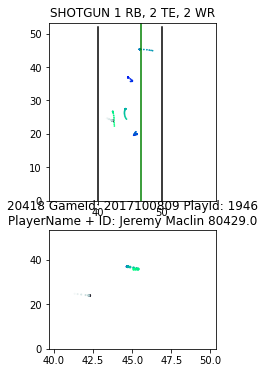 SHOTGUN 1 RB, 2 TE, 2 WR
50
40
30
20
10
0
40
50
20418 GameId: 2017100809 PlayId: 1946
PlayerName + ID: Jeremy Maclin 80429.0
40
20
0
40.0 42.5 45.0 47.5 50.0